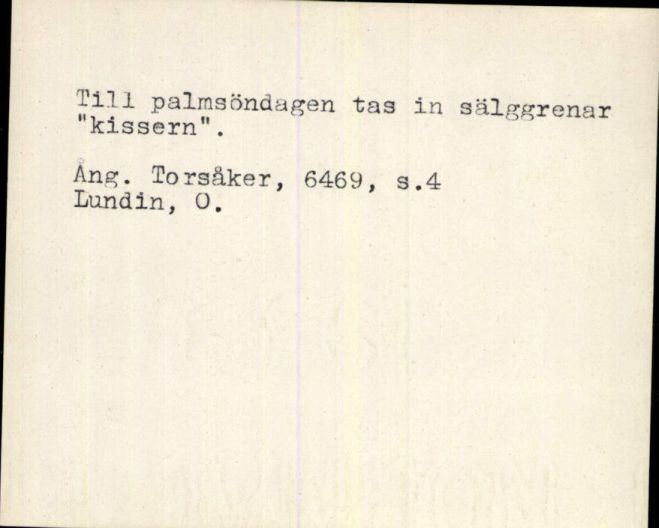 Till palmsöndagen tas in sälggrenar
"kissern".
Ång. Torsåker, 6469, s.4
Lundin, O.